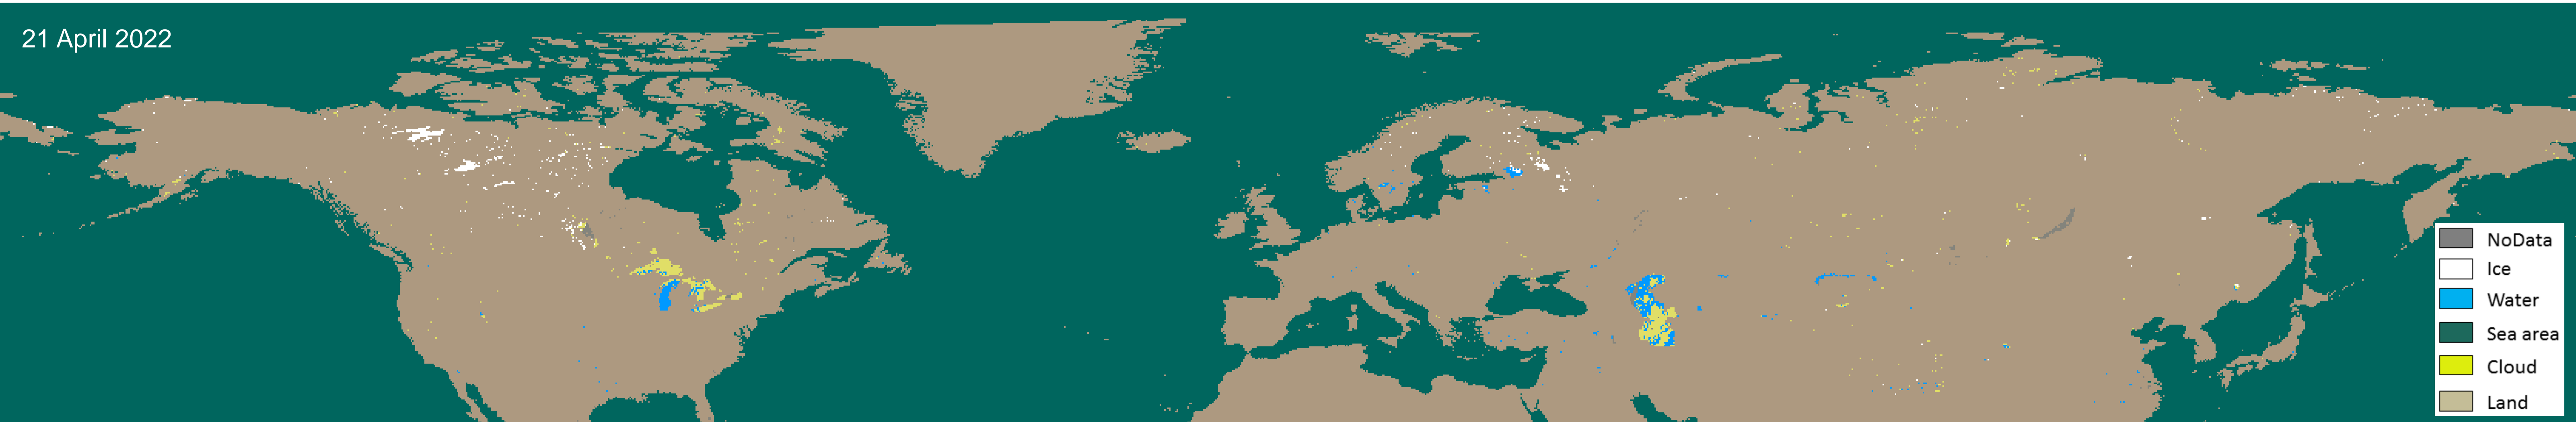 21 April 2022
NoData
Ice
Water
Sea area
Cloud
Land